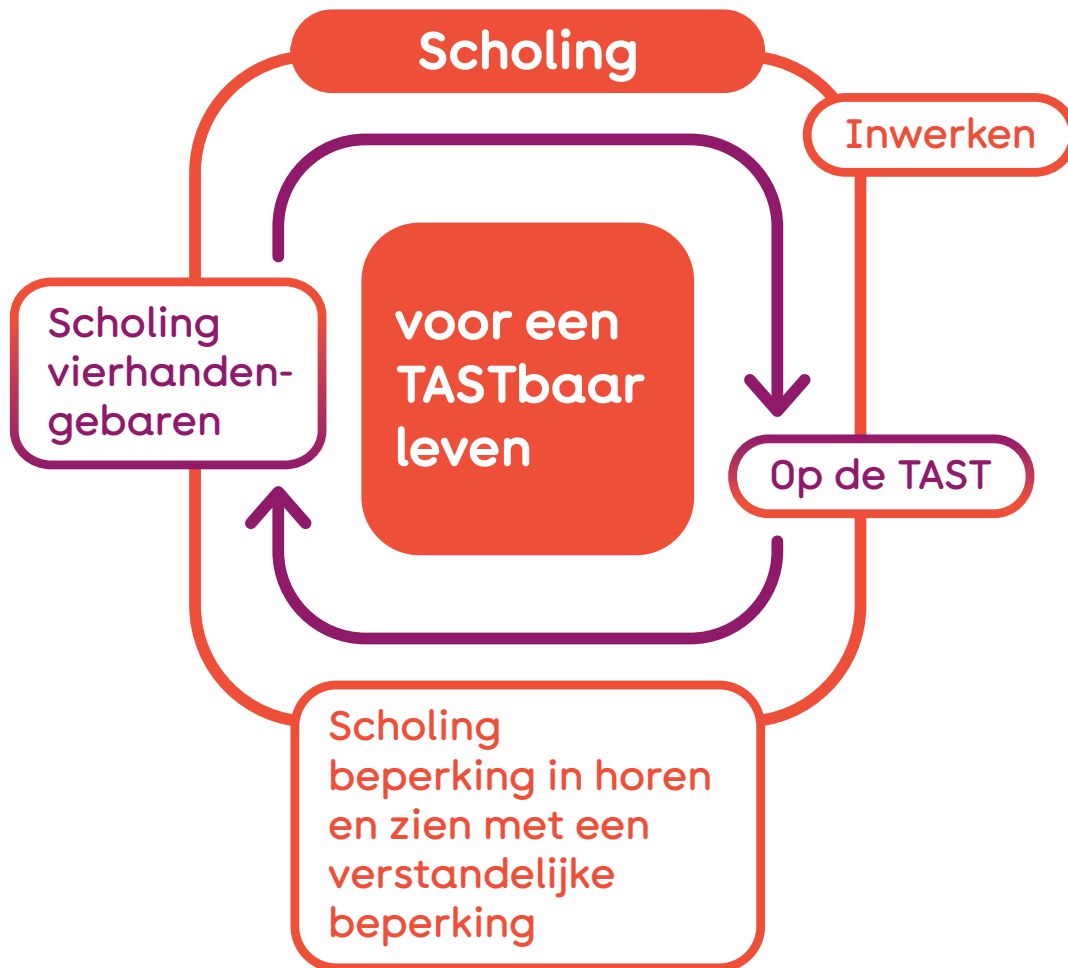 Scholing
Inwerken
Scholing
vierhanden-
gebaren
voor een
TASTbaar
leven
Op de TAST
Scholing
beperking in horen
en zien met een
verstandelijke
beperking